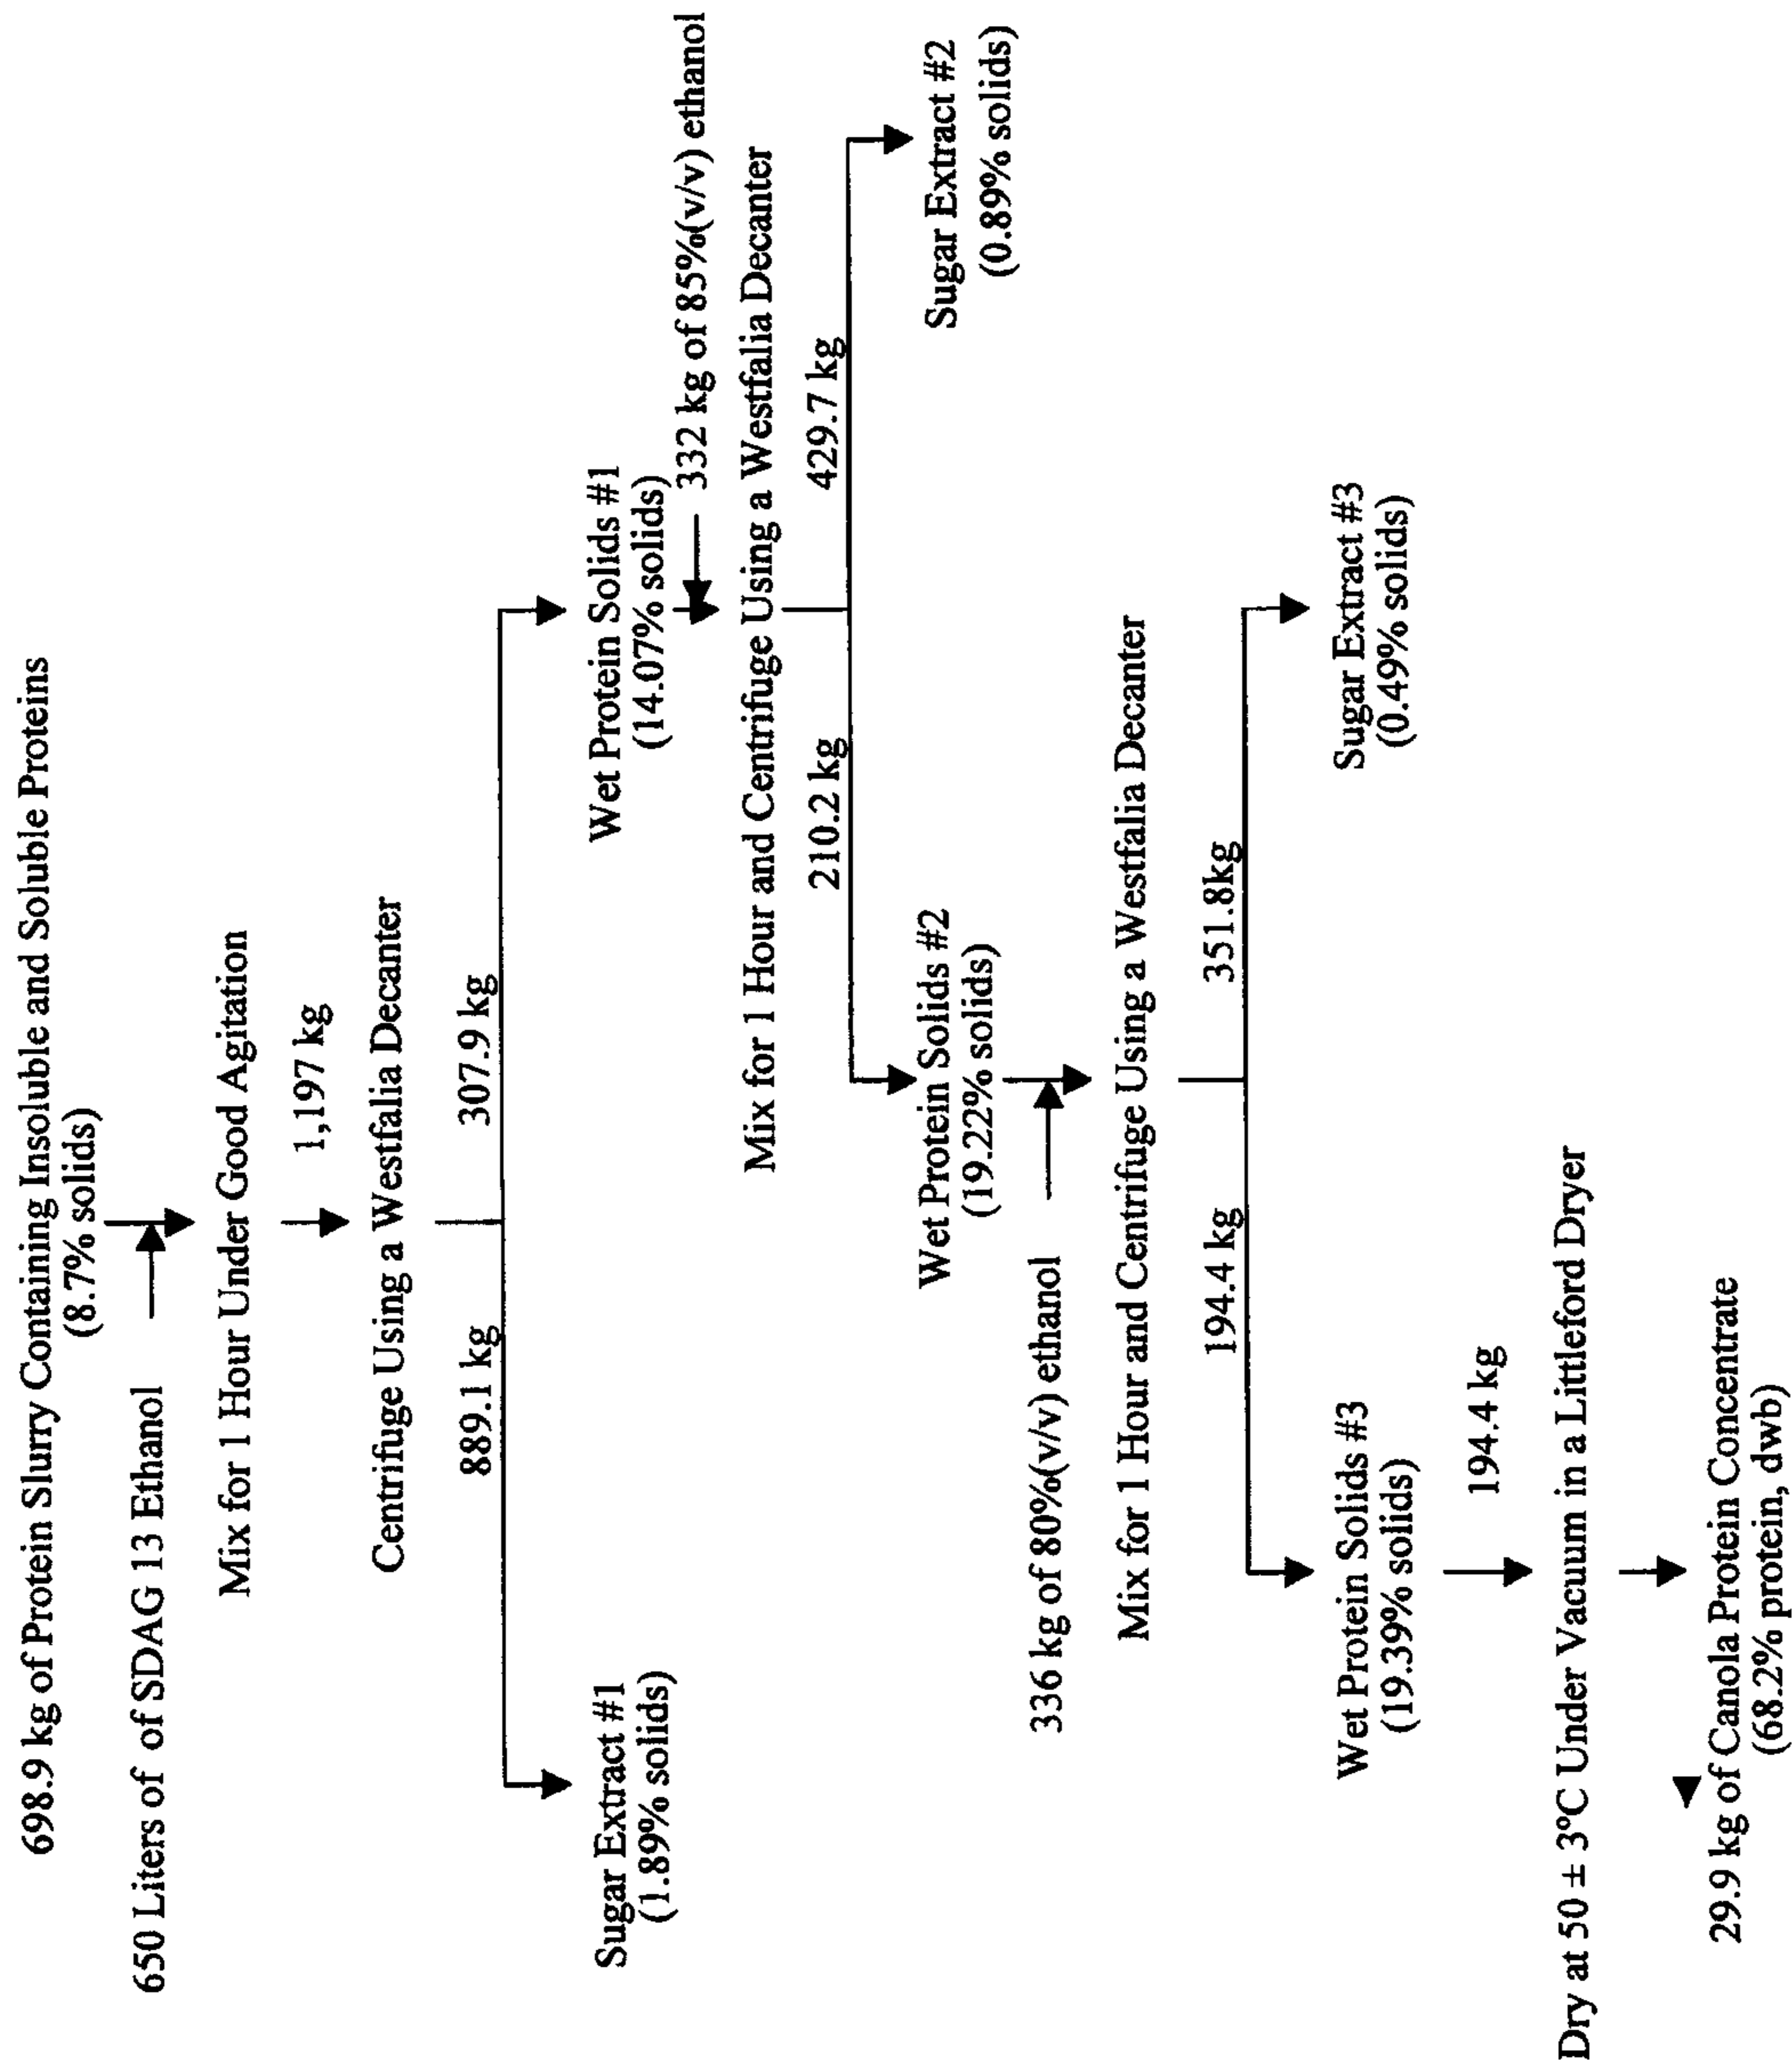 698.9 kg of Protein Slurry Containing Insoluble and Soluble Proteins
(8.7% solids)
650 Liters of of SDAG 13 Ethanol
Mix for 1 Hour Under Good Agitation
1,197 kg
Centrifuge Using a Westfalia Decanter
889.1 kg
307.9 kg
Sugar Extract #1
(1.89% solids)
Wet Protein Solids #1
(14.07% solids)
332 kg of 85%(v/v) ethanol
Mix for 1 Hour and Centrifuge Using a Westfalia Decanter
210.2 kg
429.7 kg
Wet Protein Solids #2
(19.22% solids)
Sugar Extract #2
(0.89% solids)
336 kg of 80%(v/v) ethanol
Mix for 1 Hour and Centrifuge Using a Westfalia Decanter
194.4 kg
351.8kg
Wet Protein Solids #3
(19.39% solids)
Sugar Extract #3
(0.49% solids)
194.4 kg
Dry at 50 ± 3°C Under Vacuum in a Littleford Dryer
29.9 kg of Canola Protein Concentrate
(68.2% protein, dwb)